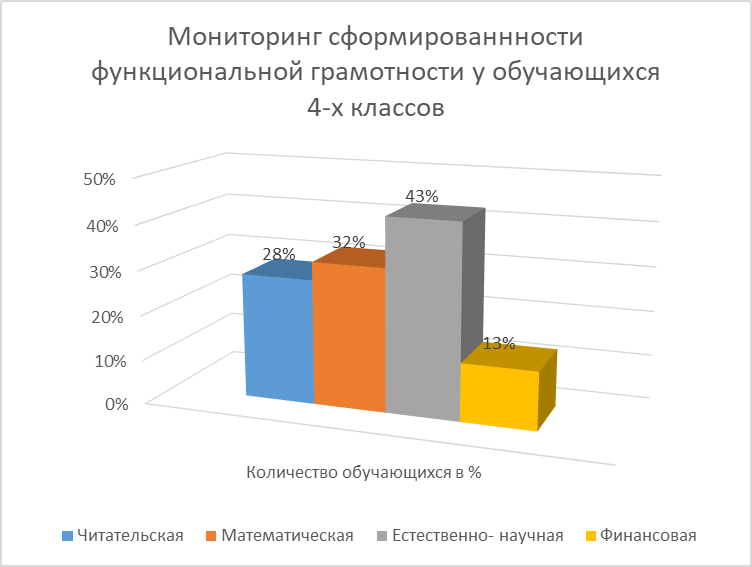 Мониторинг сформированннности
функциональной грамотности у обучающихся
4-х классов
50%
40%
30%
20%
10%
0%
28%
32%
43%
13%
Количество обучающихся в %
Читательская
Математическая
Естественно- научная
Финансовая